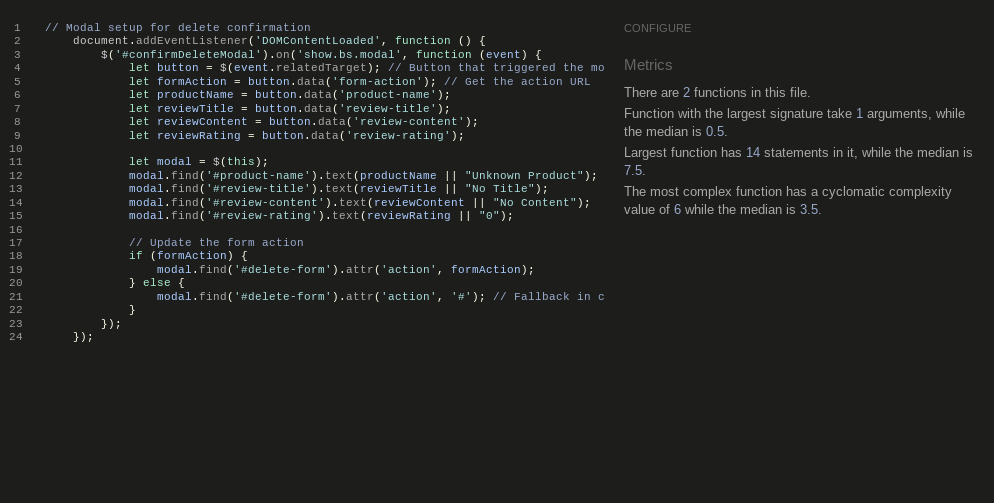 1 // Modal setup for delete confirmation
2 document.addEventListener('DOMContentLoaded', function () {
3 $('#confirmDeleteModal').on('show.bs.modal', function (event) {
4 let button = $(event.relatedTarget); // Button that triggered the mo
5 let formAction = button.data('form-action'); // Get the action URL
6 let productName = button.data('product-name');
7 let reviewTitle = button.data('review-title');
8 let reviewContent = button.data('review-content');
9 let reviewRating = button.data('review-rating');
10
11 let modal = $(this);
12 modal.find('#product-name').text(productName || "Unknown Product");
13 modal.find('#review-title').text(reviewTitle || "No Title");
14 modal.find('#review-content').text(reviewContent || "No Content");
15 modal.find('#review-rating').text(reviewRating || "0");
16
17 // Update the form action
18 if (formAction) {
19 modal.find('#delete-form').attr('action', formAction);
20 } else {
21 modal.find('#delete-form').attr('action', '#'); // Fallback in c
22 }
23 });
24 });
CONFIGURE
Metrics
There are 2 functions in this file.
Function with the largest signature take 1 arguments, while
the median is 0.5.
Largest function has 14 statements in it, while the median is
7.5.
The most complex function has a cyclomatic complexity
value of 6 while the median is 3.5.